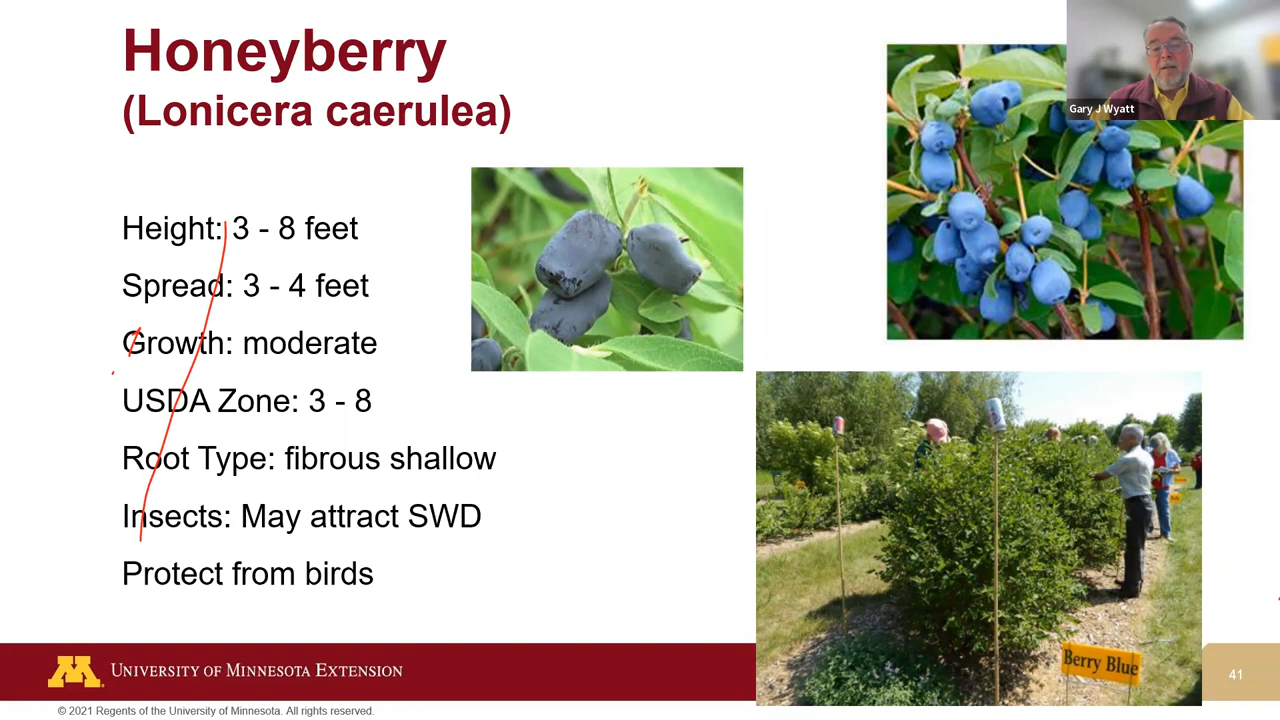 Honeyberry
(Lonicera caerulea)
Gary J Wyatt
Height: 3 - 8 feet
Spread: 3 - 4 feet
Growth: moderate
USDA Zone: 3 - 8
Root Type: fibrous shallow
Insects: May attract SWD
Protect from birds
Berry Blue
M
UNIVERSITY OF MINNESOTA EXTENSION
41
© 2021 Regents of the University of Minnesota. All rights reserved.